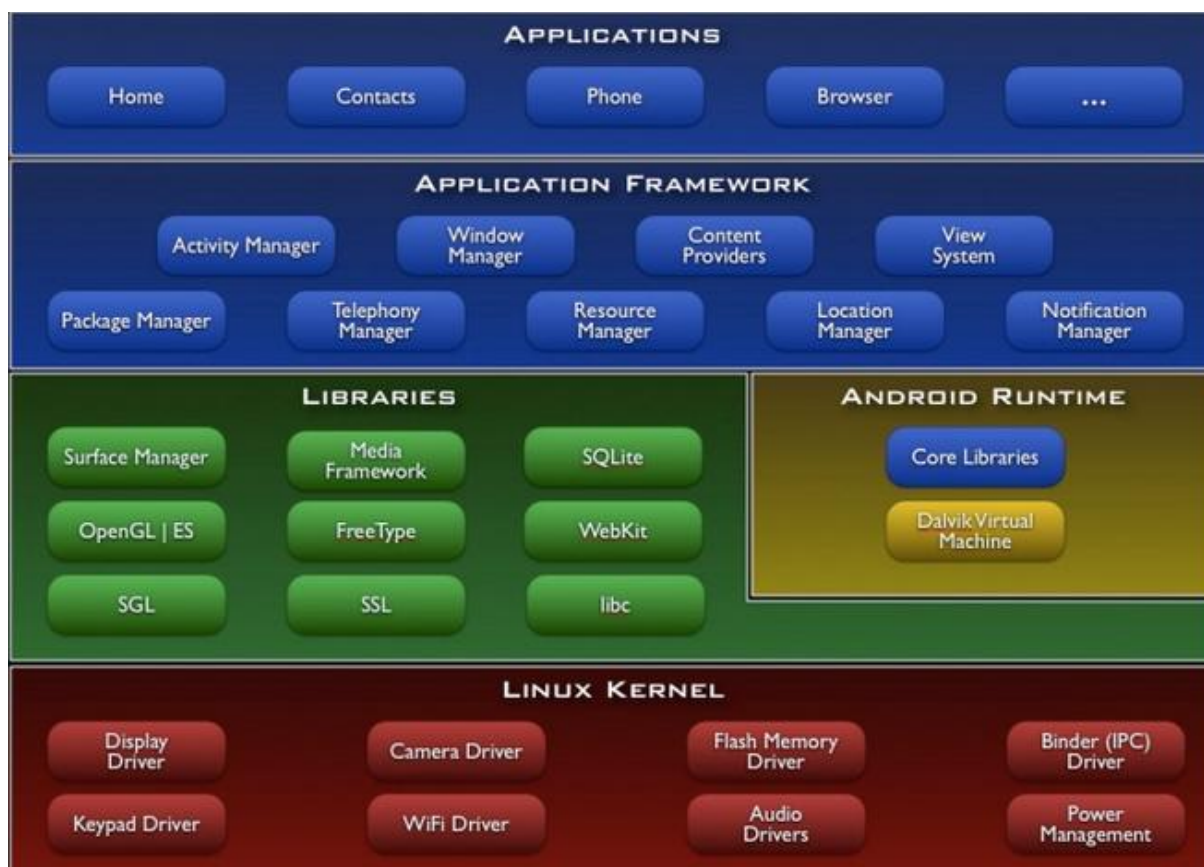 APPLICATIONS
Home
Contacts
Phone
Browser
...
APPLICATION FRAMEWORK
Activity Manager
Window
Manager
Content
Providers
View
System
Package Manager
Telephony
Manager
Resource
Manager
Location
Manager
Notification
Manager
LIBRARIES
Surface Manager
Media
Framework
SQLite
OpenGL | ES
FreeType
WebKit
SGL
SSL
libc
ANDROID RUNTIME
Core Libraries
Dalvik Virtual
Machine
LINUX KERNEL
Display
Driver
Camera Driver
Flash Memory
Driver
Binder (IPC)
Driver
Keypad Driver
WiFi Driver
Audio
Drivers
Power
Management